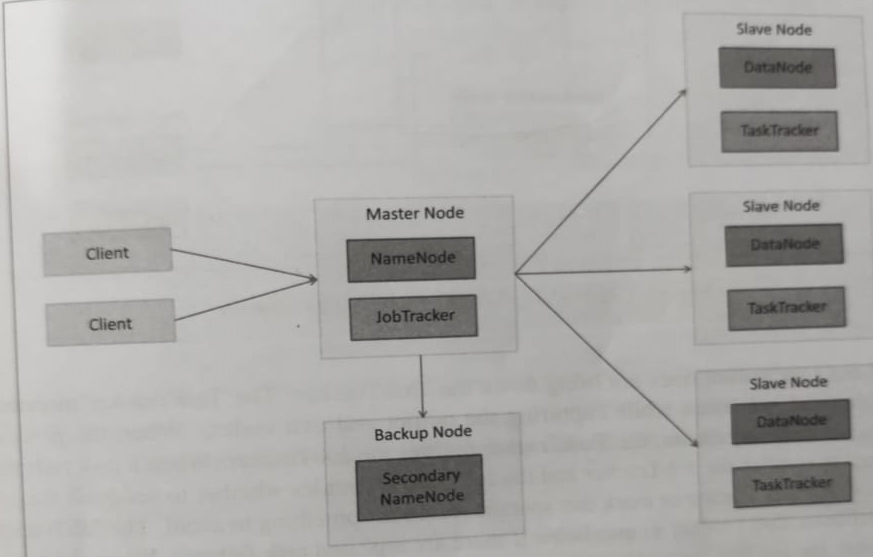 Client
Client
Master Node
NameNode
JobTracker
Backup Node
Secondary
NameNode
Slave Node
DataNode
TaskTracker
Slave Node
DataNode
TaskTracker
Slave Node
DataNode
TaskTracker